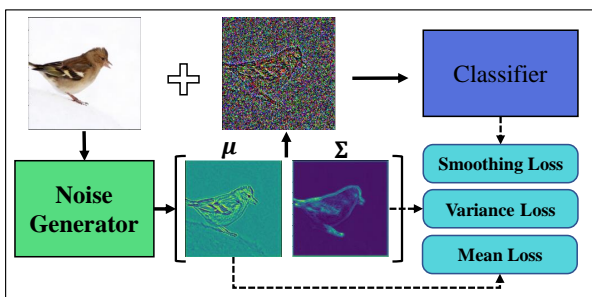 Classifier
μ
Σ
Noise
Generator
Smoothing Loss
Variance Loss
Mean Loss